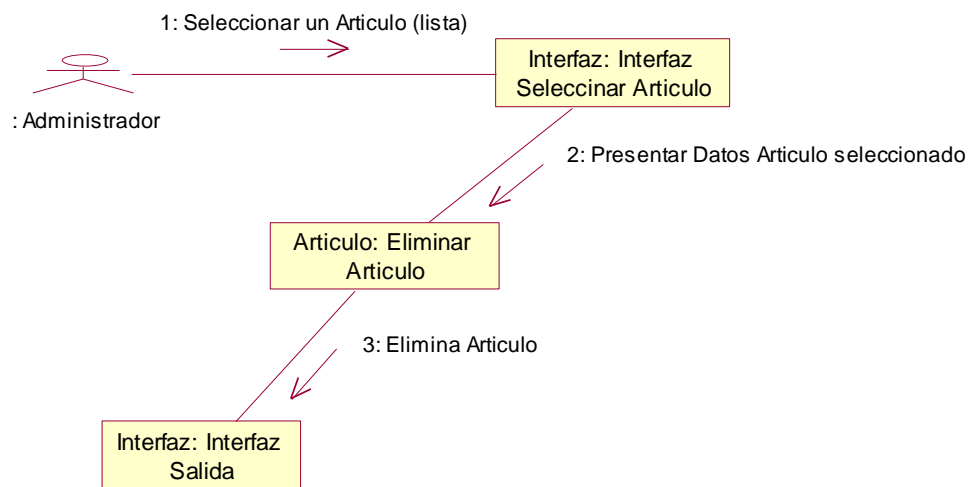 1: Seleccionar un Articulo (lista)
Interfaz: Interfaz
Seleccinar Articulo
: Administrador
2: Presentar Datos Articulo seleccionado
Articulo: Eliminar
Articulo
3: Elimina Articulo
Interfaz: Interfaz
Salida